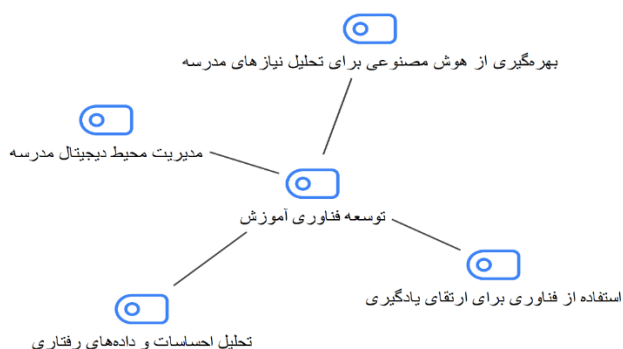 بهره‌گیری از هوش مصنوعی برای تحلیل نیازهای مدرسه
مدیریت محیط دیجیتال مدرسه
توسعه فناوری آموزش
استفاده از فناوری برای ارتقای یادگیری
تحلیل احساسات و داده‌های رفتاری